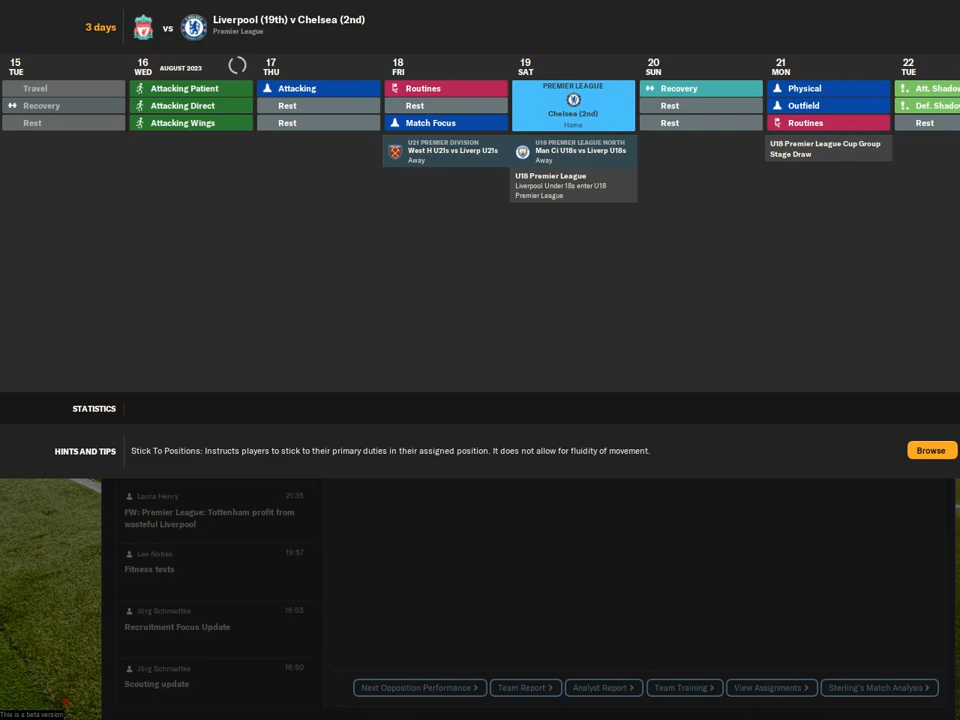 3 days
vs
Liverpool (19th) v Chelsea (2nd)
Premier League
15
TUE
16
WED
AUGUST 2023
17
THU
18
FRI
19
SAT
20
SUN
21
MON
22
TUE
Travel
Recovery
Rest
Attacking Patient
Attacking Direct
Attacking Wings
Attacking
Rest
Rest
Routines
Rest
Match Focus
PREMIER LEAGUE
Chelsea (2nd)
Home
Recovery
Rest
Rest
Physical
Outfield
Routines
Att. Shadow
Def. Shadow
Rest
U21 PREMIER DIVISION
West H U21s vs Liverp U21s
Away
U18 PREMIER LEAGUE NORTH
Man Ci U18s vs Liverp U18s
Away
U18 Premier League
Liverpool Under 18s enter U18
Premier League
U18 Premier League Cup Group
Stage Draw
STATISTICS
HINTS AND TIPS
Stick To Positions: Instructs players to stick to their primary duties in their assigned position. It does not allow for fluidity of movement.
Browse
Laura Henry
21:35
FW: Premier League: Tottenham profit from
wasteful Liverpool
Lee Nobes
19:57
Fitness tests
Jörg Schmadtke
16:53
Recruitment Focus Update
Jörg Schmadtke
16:50
Scouting update
Next Opposition Performance >
Team Report >
Analyst Report >
Team Training >
View Assignments >
Sterling's Match Analysis >
This is a beta version